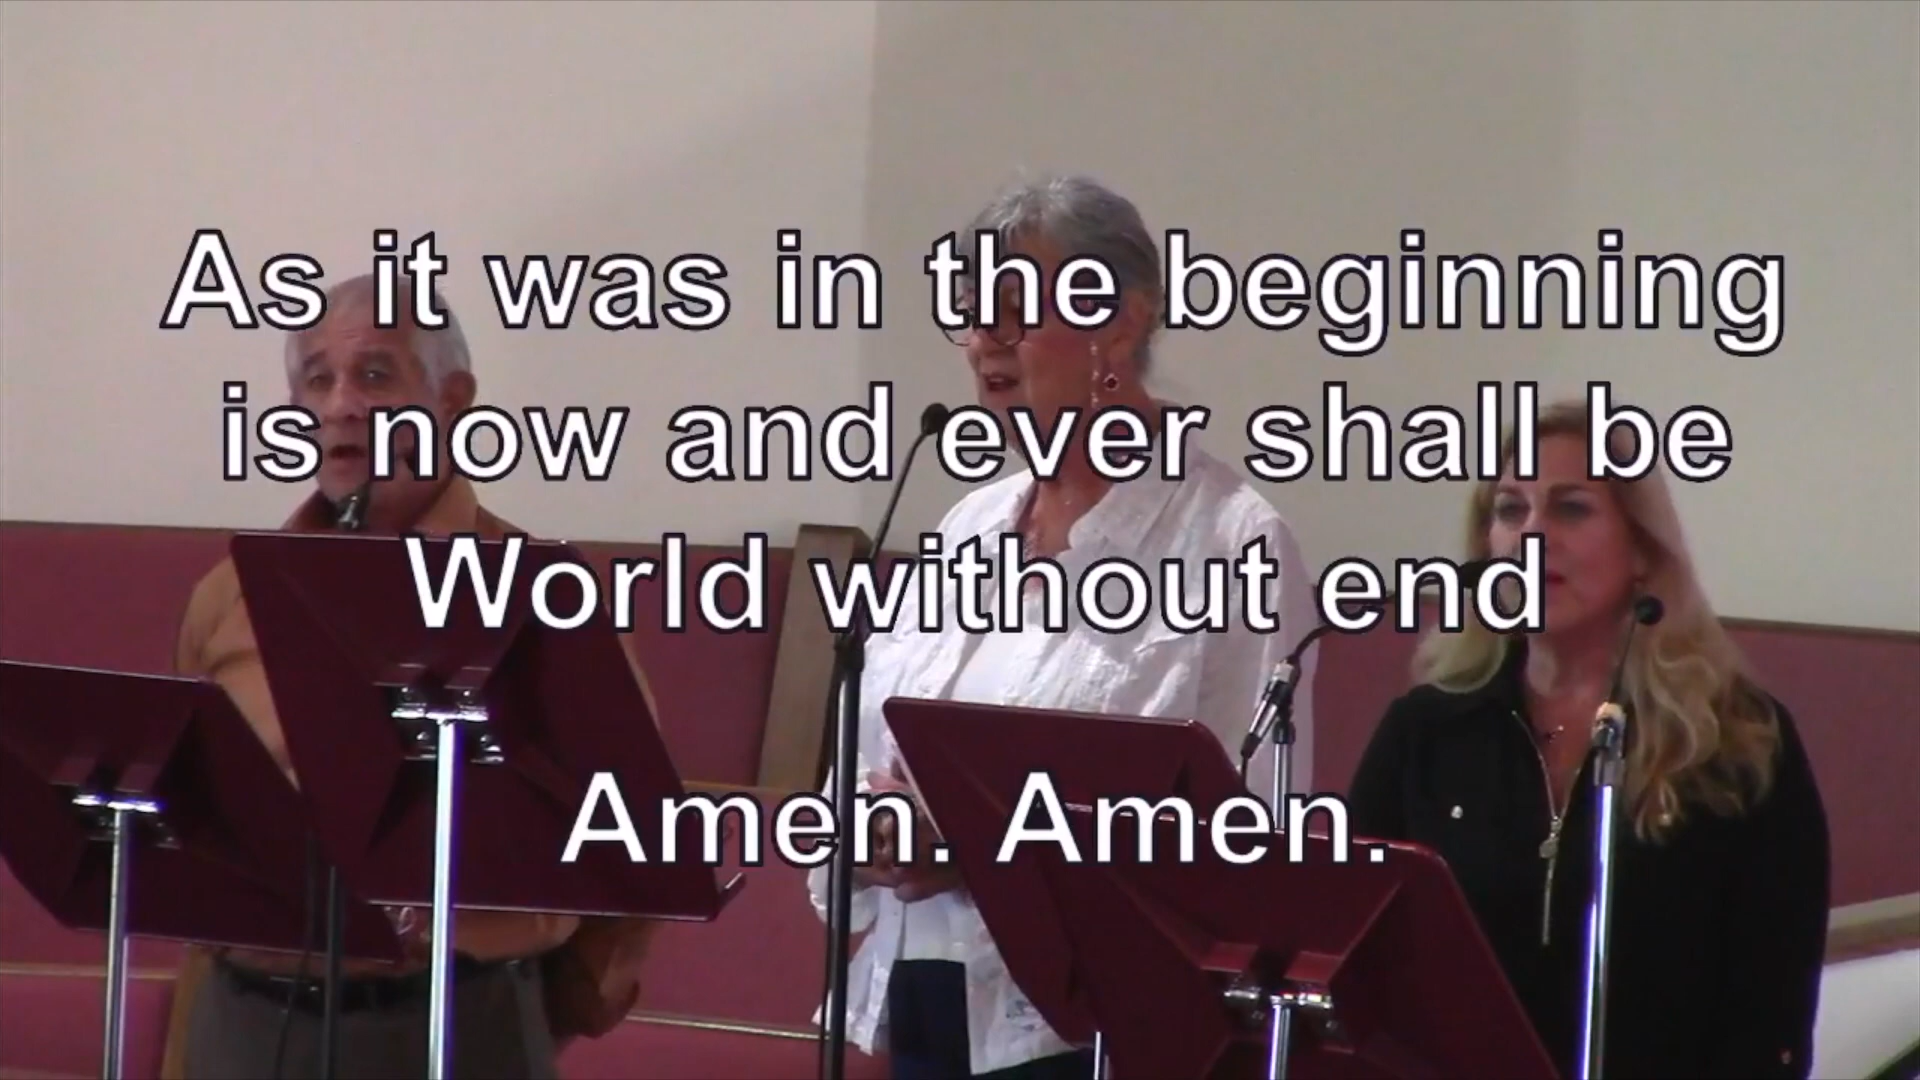 As it was in the beginning
is now and ever shall be
World without end
Amen. Amen.